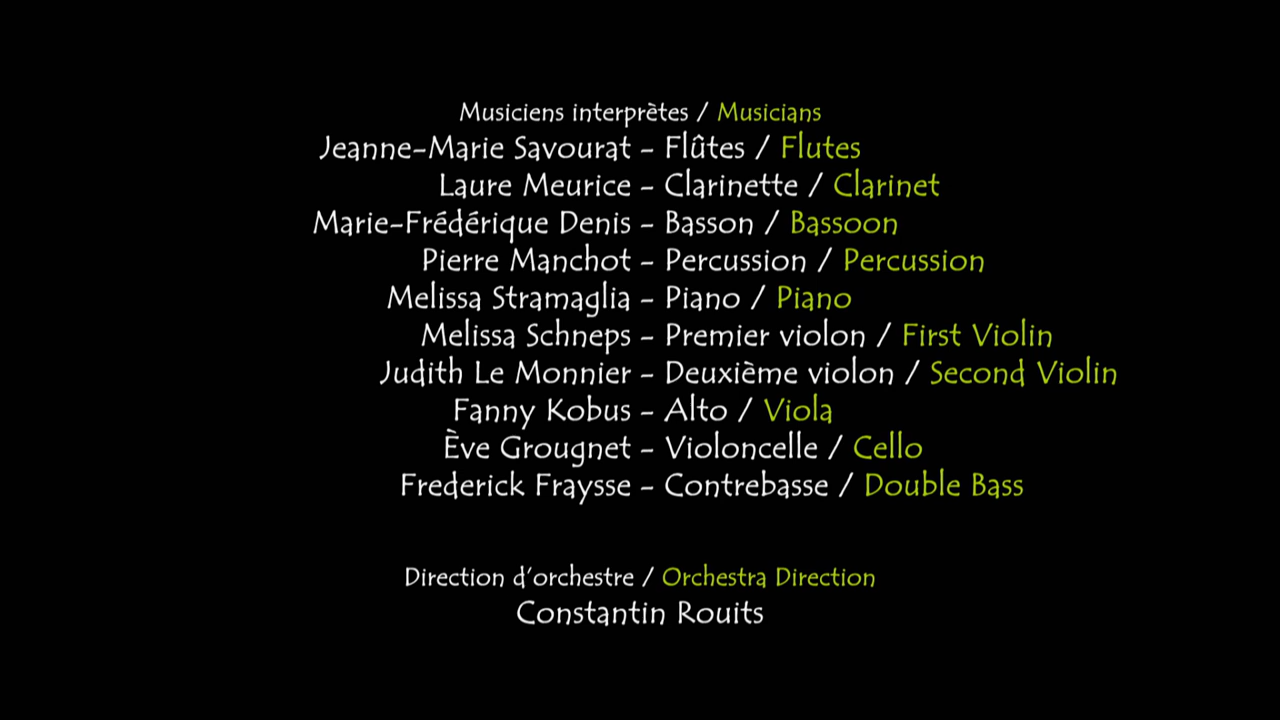 Musiciens interprètes / Musicians
Jeanne-Marie Savourat - Flûtes / Flutes
Laure Meurice - Clarinette / Clarinet
Marie-Frédérique Denis - Basson / Bassoon
Pierre Manchot - Percussion / Percussion
Melissa Stramaglia - Piano / Piano
Melissa Schneps - Premier violon / First Violin
Judith Le Monnier - Deuxième violon / Second Violin
Fanny Kobus - Alto / Viola
Ève Grougnet - Violoncelle / Cello
Frederick Fraysse - Contrebasse / Double Bass
Direction d'orchestre / Orchestra Direction
Constantin Rouits